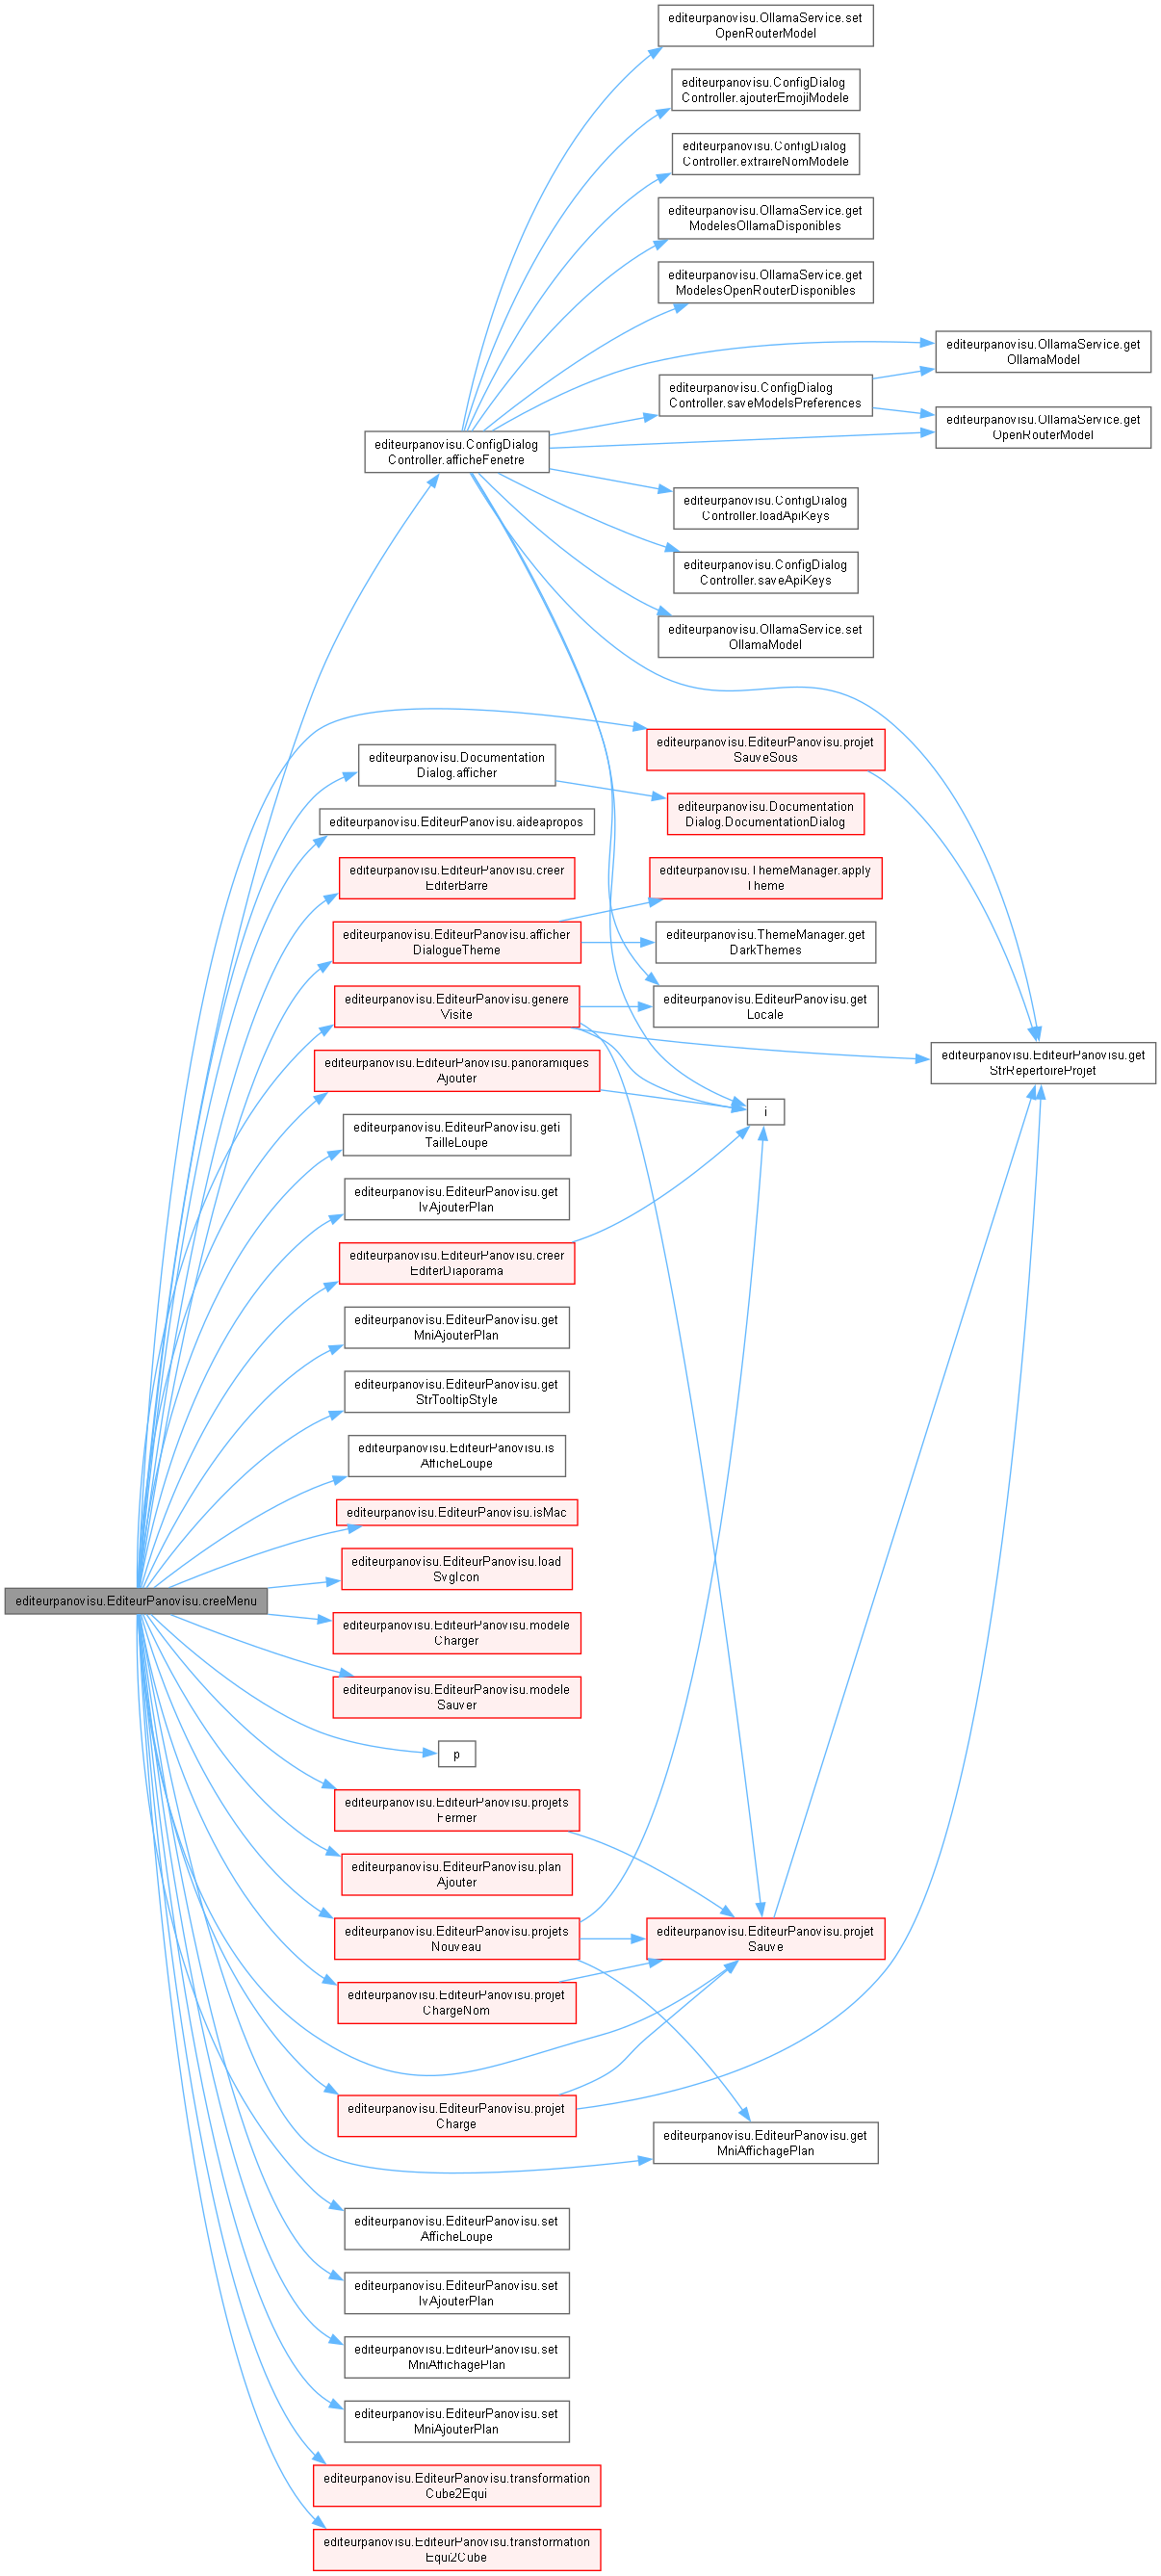 editeurpanovisu.OllamaService.set
OpenRouterModel
editeurpanovisu.ConfigDialog
Controller.ajouterEmojiModele
editeurpanovisu.ConfigDialog
Controller.extraireNomModele
editeurpanovisu.OllamaService.get
ModelesOllamaDisponibles
editeurpanovisu.OllamaService.get
ModelesOpenRouterDisponibles
editeurpanovisu.OllamaService.get
OllamaModel
editeurpanovisu.ConfigDialog
Controller.saveModelsPreferences
editeurpanovisu.OllamaService.get
OpenRouterModel
editeurpanovisu.ConfigDialog
Controller.afficheFenetre
editeurpanovisu.ConfigDialog
Controller.loadApiKeys
editeurpanovisu.ConfigDialog
Controller.saveApiKeys
editeurpanovisu.OllamaService.set
OllamaModel
editeurpanovisu.EditeurPanovisu.projet
SauveSous
editeurpanovisu.Documentation
Dialog.afficher
editeurpanovisu.Documentation
Dialog.DocumentationDialog
editeurpanovisu.EditeurPanovisu.aideapropos
editeurpanovisu.EditeurPanovisu.creer
EditerBarre
editeurpanovisu.ThemeManager.apply
Theme
editeurpanovisu.EditeurPanovisu.afficher
DialogueTheme
editeurpanovisu.ThemeManager.get
DarkThemes
editeurpanovisu.EditeurPanovisu.genere
Visite
editeurpanovisu.EditeurPanovisu.get
Locale
editeurpanovisu.EditeurPanovisu.get
StrRepertoireProjet
editeurpanovisu.EditeurPanovisu.panoramiques
Ajouter
i
editeurpanovisu.EditeurPanovisu.geti
TailleLoupe
editeurpanovisu.EditeurPanovisu.get
IvAjouterPlan
editeurpanovisu.EditeurPanovisu.creer
EditerDiaporama
editeurpanovisu.EditeurPanovisu.get
MniAjouterPlan
editeurpanovisu.EditeurPanovisu.get
StrTooltipStyle
editeurpanovisu.EditeurPanovisu.is
AfficheLoupe
editeurpanovisu.EditeurPanovisu.isMac
editeurpanovisu.EditeurPanovisu.load
SvgIcon
editeurpanovisu.EditeurPanovisu.creeMenu
editeurpanovisu.EditeurPanovisu.modele
Charger
editeurpanovisu.EditeurPanovisu.modele
Sauver
p
editeurpanovisu.EditeurPanovisu.projets
Fermer
editeurpanovisu.EditeurPanovisu.plan
Ajouter
editeurpanovisu.EditeurPanovisu.projets
Nouveau
editeurpanovisu.EditeurPanovisu.projet
Sauve
editeurpanovisu.EditeurPanovisu.projet
ChargeNom
editeurpanovisu.EditeurPanovisu.projet
Charge
editeurpanovisu.EditeurPanovisu.get
MniAffichagePlan
editeurpanovisu.EditeurPanovisu.set
AfficheLoupe
editeurpanovisu.EditeurPanovisu.set
IvAjouterPlan
editeurpanovisu.EditeurPanovisu.set
MniAffichagePlan
editeurpanovisu.EditeurPanovisu.set
MniAjouterPlan
editeurpanovisu.EditeurPanovisu.transformation
Cube2Equi
editeurpanovisu.EditeurPanovisu.transformation
Equi2Cube